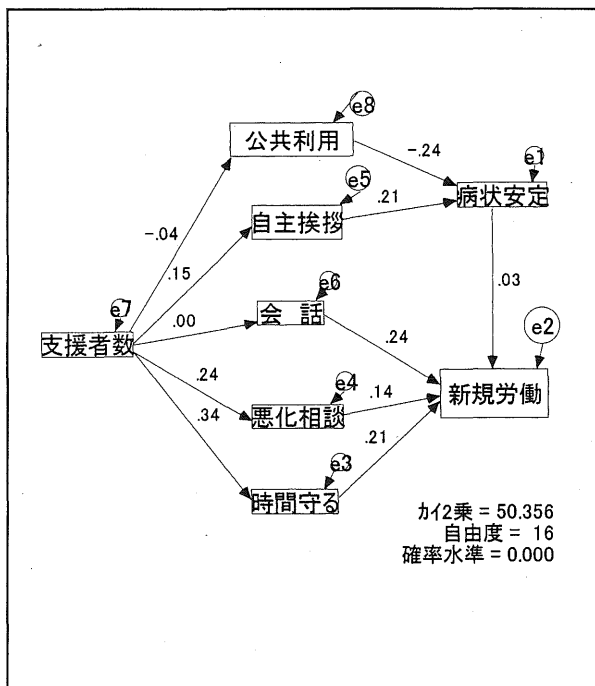 e8
公共利用
-.24
e1
e5
病状安定
自主挨拶
.21
-.04
.15
e6
.03
e7
.00
会 話
e2
支援者数
.24
.24
e4
.14
新規労働
悪化相談
.34
.21
e3
時間守る
カイ2乗 = 50.356
自由度 = 16
確率水準 = 0.000